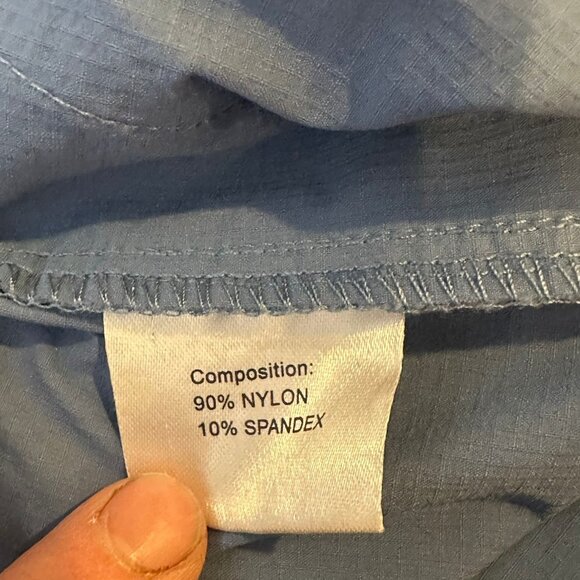 Composition:
90% NYLON
10% SPANDEX